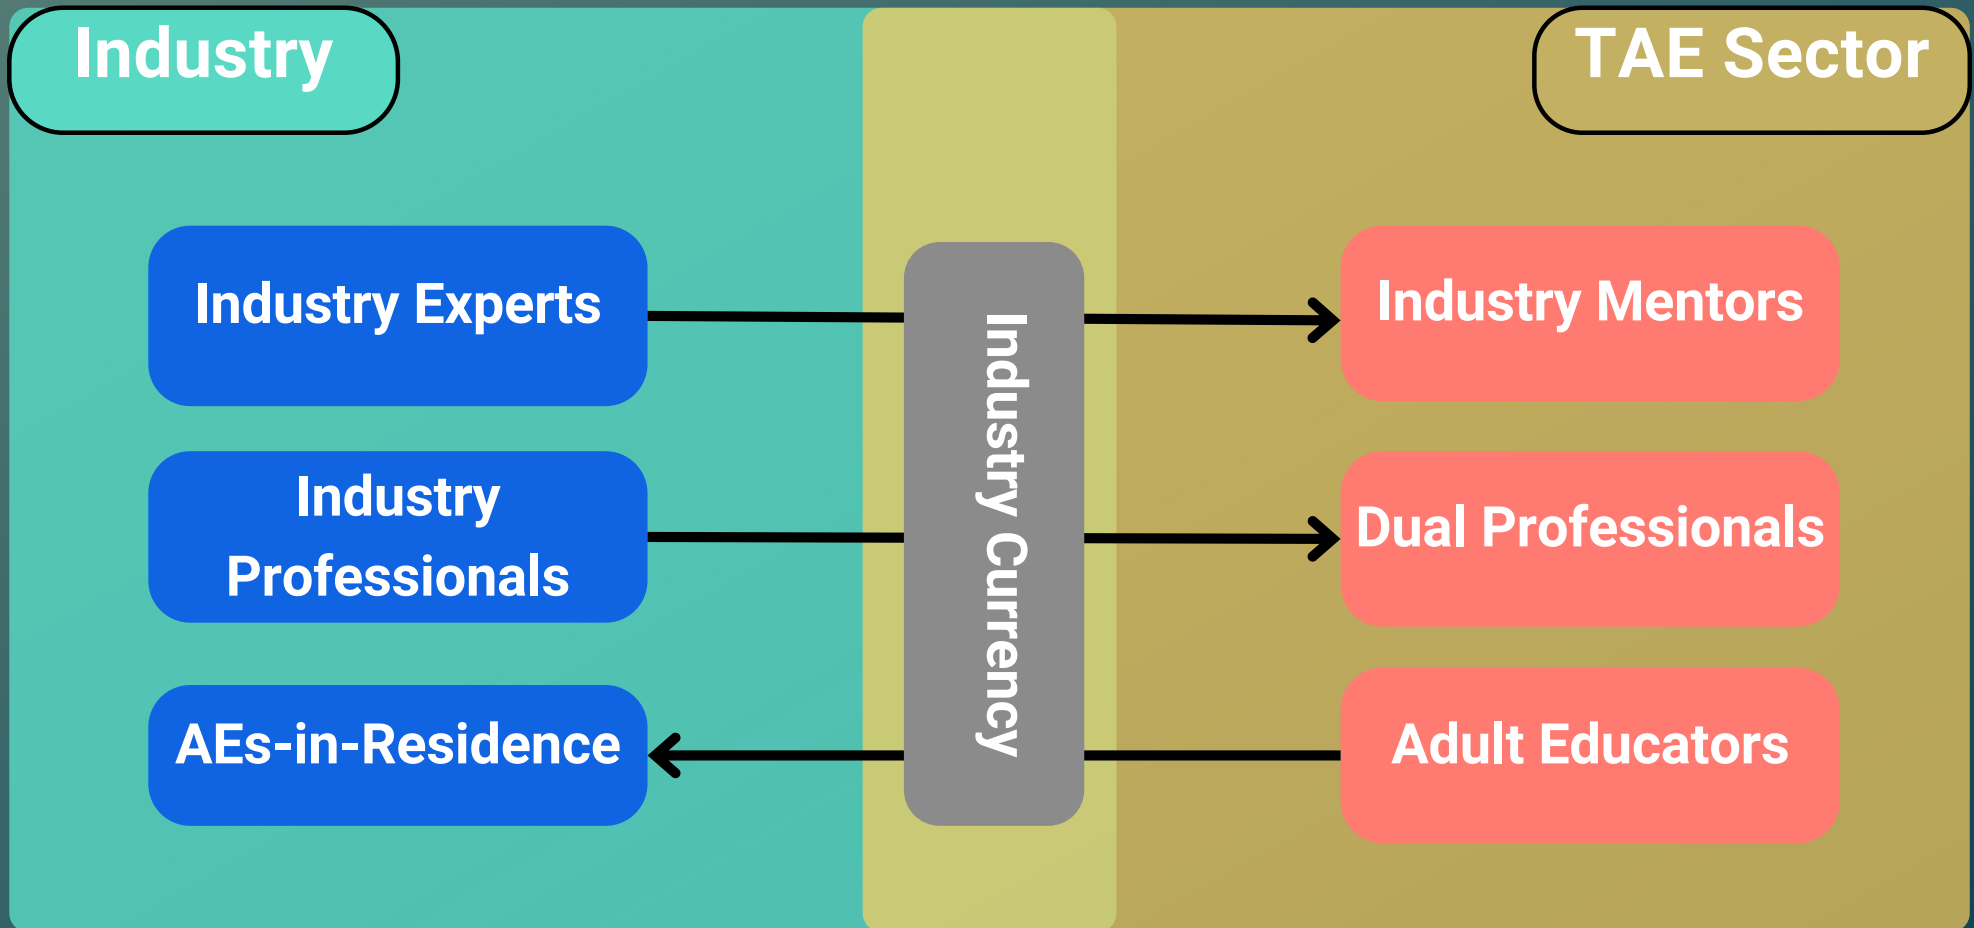 Industry
TAE Sector
Industry Experts
Industry Currency
Industry Mentors
Industry
Professionals
Dual Professionals
AEs-in-Residence
Adult Educators